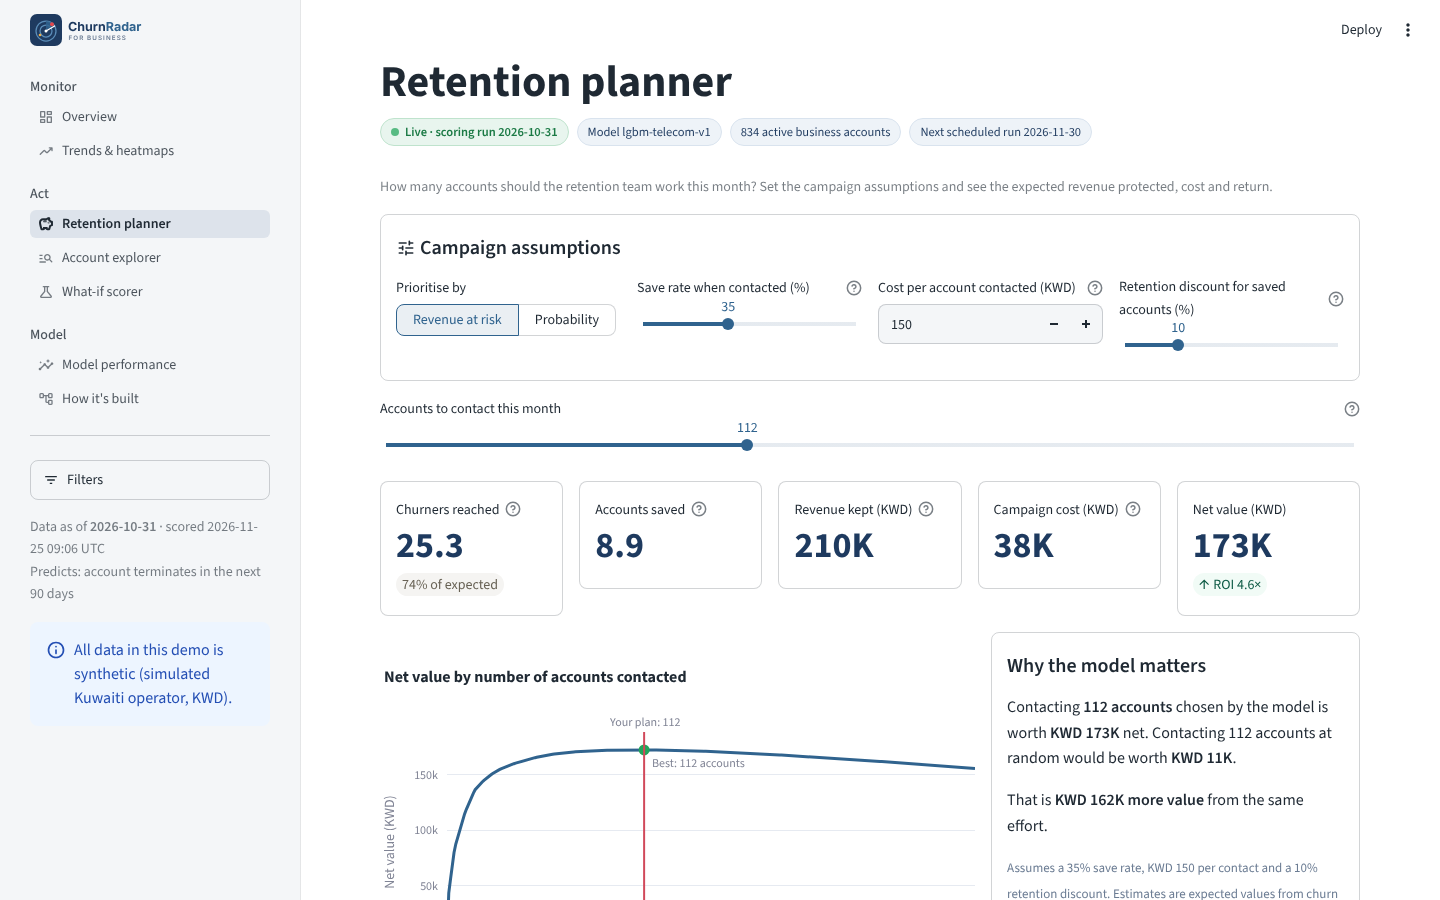 ChurnRadar
FOR BUSINESS
Monitor
Overview
Trends & heatmaps
Act
Retention planner
Account explorer
What-if scorer
Model
Model performance
How it's built
Filters
Data as of 2026-10-31 · scored 2026-11-
25 09:06 UTC
Predicts: account terminates in the next
90 days
All data in this demo is
synthetic (simulated
Kuwaiti operator, KWD).
Deploy
Retention planner
Live · scoring run 2026-10-31
Model lgbm-telecom-v1
834 active business accounts
Next scheduled run 2026-11-30
How many accounts should the retention team work this month? Set the campaign assumptions and see the expected revenue protected, cost and return.
Campaign assumptions
Prioritise by
Revenue at risk
Probability
Save rate when contacted (%)
35
Cost per account contacted (KWD)
150
Retention discount for saved
accounts (%)
10
Accounts to contact this month
112
Churners reached
25.3
74% of expected
Accounts saved
8.9
Revenue kept (KWD)
210K
Campaign cost (KWD)
38K
Net value (KWD)
173K
↑ ROI 4.6×
Net value by number of accounts contacted
Your plan: 112
Best: 112 accounts
150k
100k
50k
Net value (KWD)
Why the model matters
Contacting 112 accounts chosen by the model is
worth KWD 173K net. Contacting 112 accounts at
random would be worth KWD 11K.
That is KWD 162K more value from the same
effort.
Assumes a 35% save rate, KWD 150 per contact and a 10%
retention discount. Estimates are expected values from churn